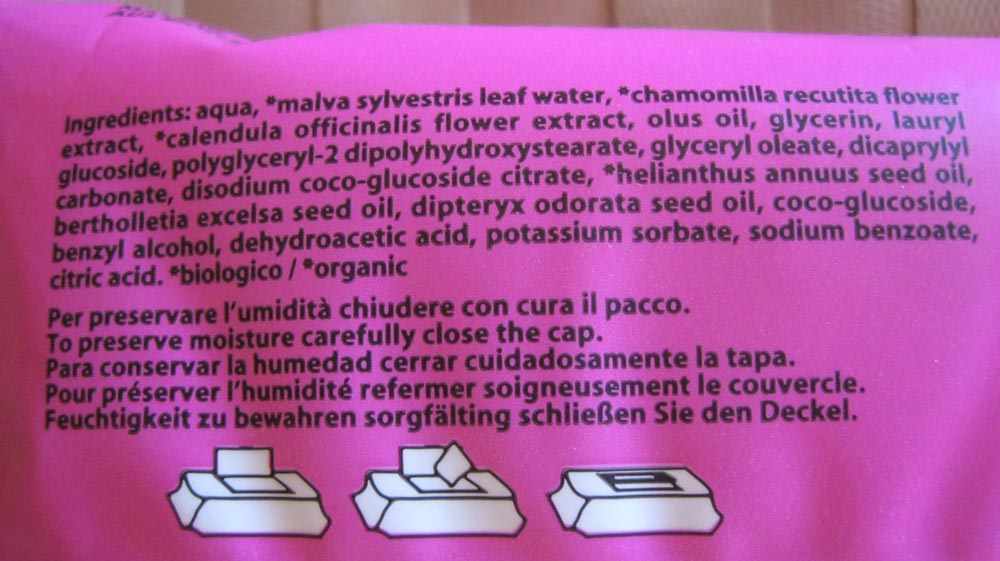 Ingredients: aqua, *malva sylvestris leaf water, *chamomilla recutita flower
extract, *calendula officinalis flower extract, olus oil, glycerin, lauryl
glucoside, polyglyceryl-2 dipolyhydroxystearate, glyceryl oleate, dicaprylyl
carbonate, disodium coco-glucoside citrate, *helianthus annuus seed oil,
bertholletia excelsa seed oil, dipteryx odorata seed oil, coco-glucoside,
benzyl alcohol, dehydroacetic acid, potassium sorbate, sodium benzoate,
citric acid. *biologico / *organic
Per preservare l'umidità chiudere con cura il pacco.
To preserve moisture carefully close the cap.
Para conservar la humedad cerrar cuidadosamente la tapa.
Pour préserver l'humidité refermer soigneusement le couvercle.
Feuchtigkeit zu bewahren sorgfälting schließen Sie den Deckel.